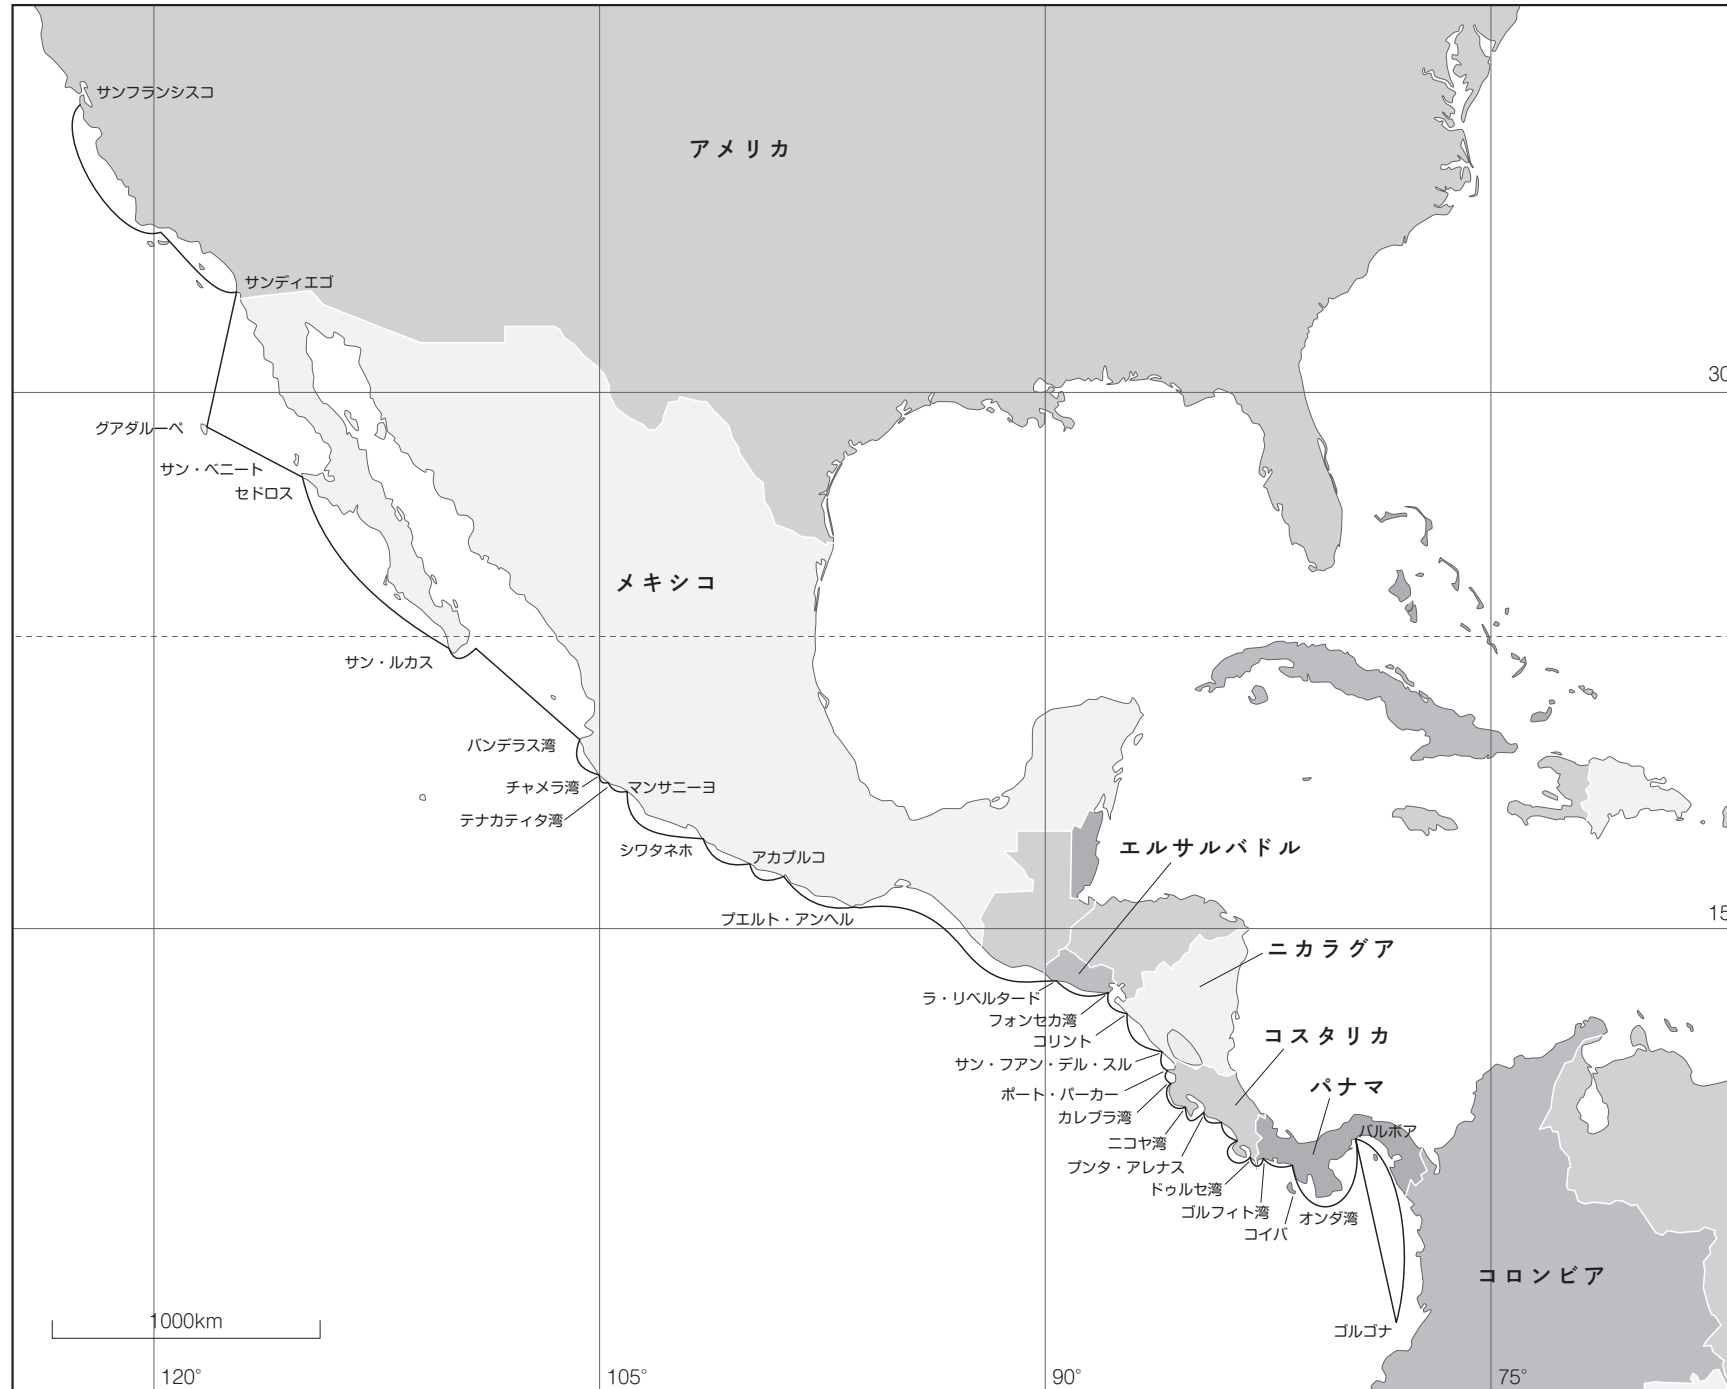 サンフランシスコ
アメリカ
サンディエゴ
30
グアダルーペ
サン・ベニート
セドロス
メキシコ
サン・ルカス
バンデラス湾
チャメラ湾
マンサニーヨ
テナカティタ湾
シワタネホ
アカプルコ
エルサルバドル
プエルト・アンヘル
15
ニカラグア
ラ・リベルタード
フォンセカ湾
コリント
コスタリカ
サン・フアン・デル・スル
パナマ
ポート・パーカー
カレブラ湾
バルボア
ニコヤ湾
プンタ・アレナス
ドゥルセ湾
ゴルフィト湾
オンダ湾
コイバ
コロンビア
1000km
ゴルゴナ
120°
105°
90°
75°